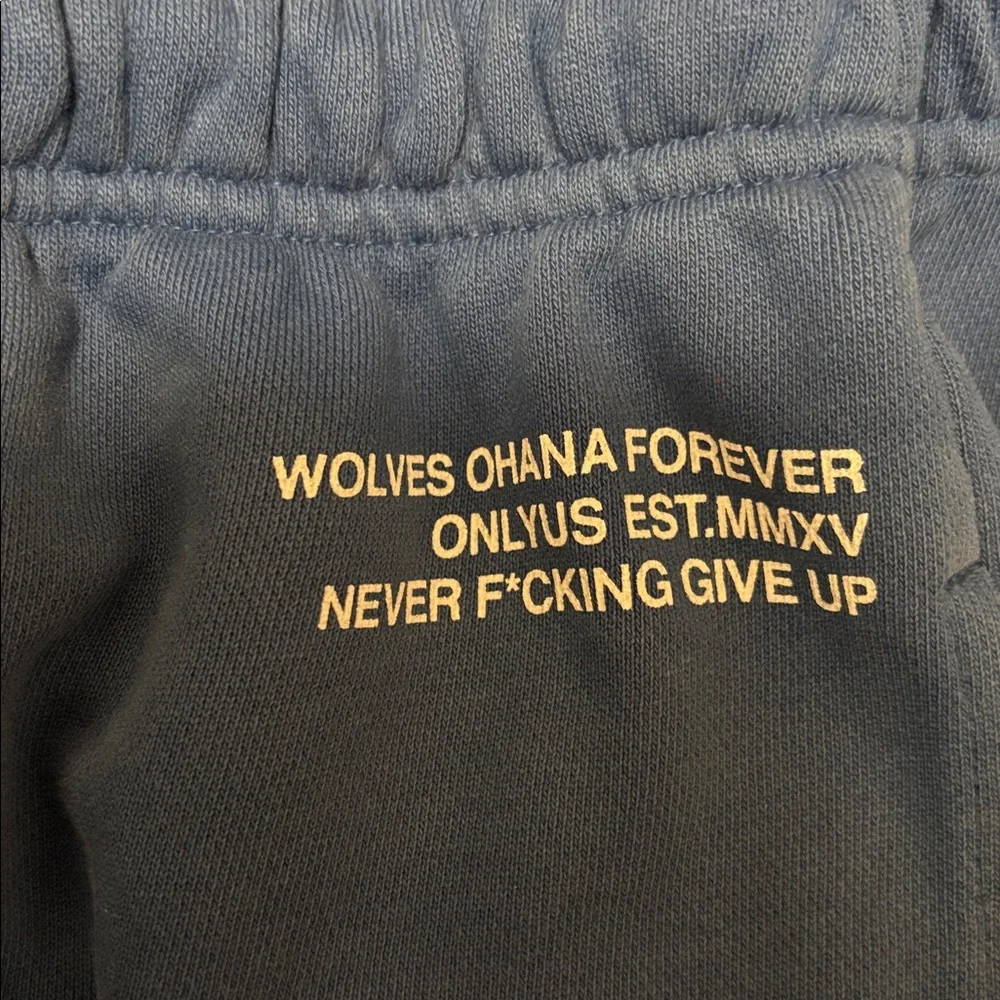 WOLVES OHANA FOREVER
ONLYUS EST.MMXV
NEVER F*CKING GIVE UP